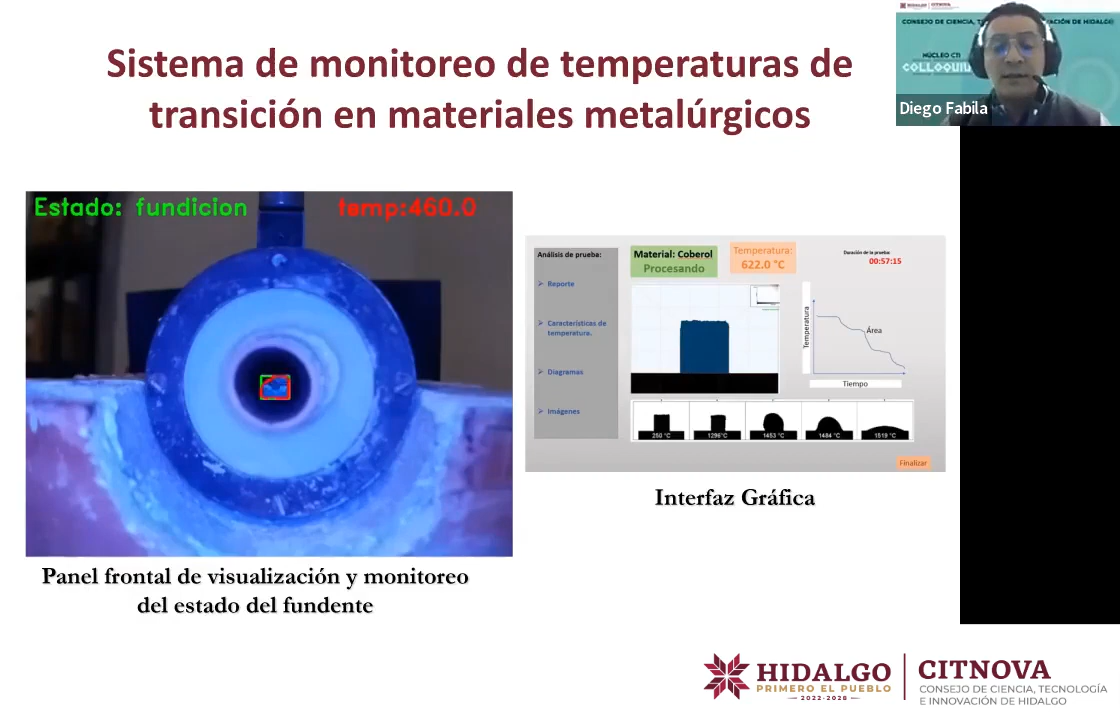 Sistema de monitoreo de temperaturas de
transición en materiales metalúrgicos
CONSEJO DE CIENCIA, T
ACIÓN DE HIDALGO
NÚCLEO CTI
COLLOQUIU
Diego Fabila
Estado: fundicion
temp:460.0
Panel frontal de visualización y monitoreo
del estado del fundente
Análisis de prueba:
Reporte
Características de
temperatura.
Diagramas
Imágenes
Material: Coberol
Procesando
Temperatura:
622.0 °C
Duración de la prueba:
00:57:15
Temperatura
Área
Tiempo
250 °C
1296°C
1453 °C
1484 °C
1519 °C
Finalizar
Interfaz Gráfica
HIDALGO
PRIMERO EL PUEBLO
2022-2028
CITNOVA
CONSEJO DE CIENCIA, TECNOLOGÍA
E INNOVACIÓN DE HIDALGO